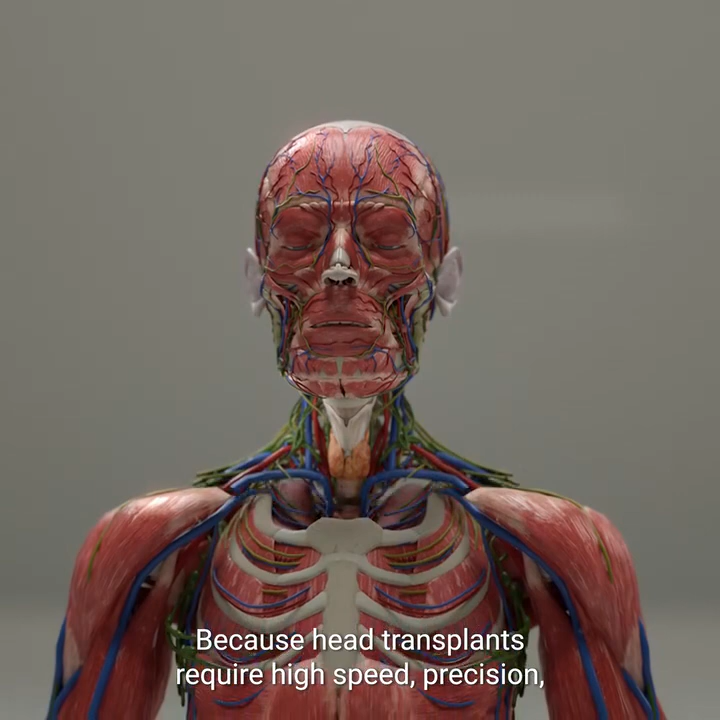 Because head transplants
require high speed, precision,